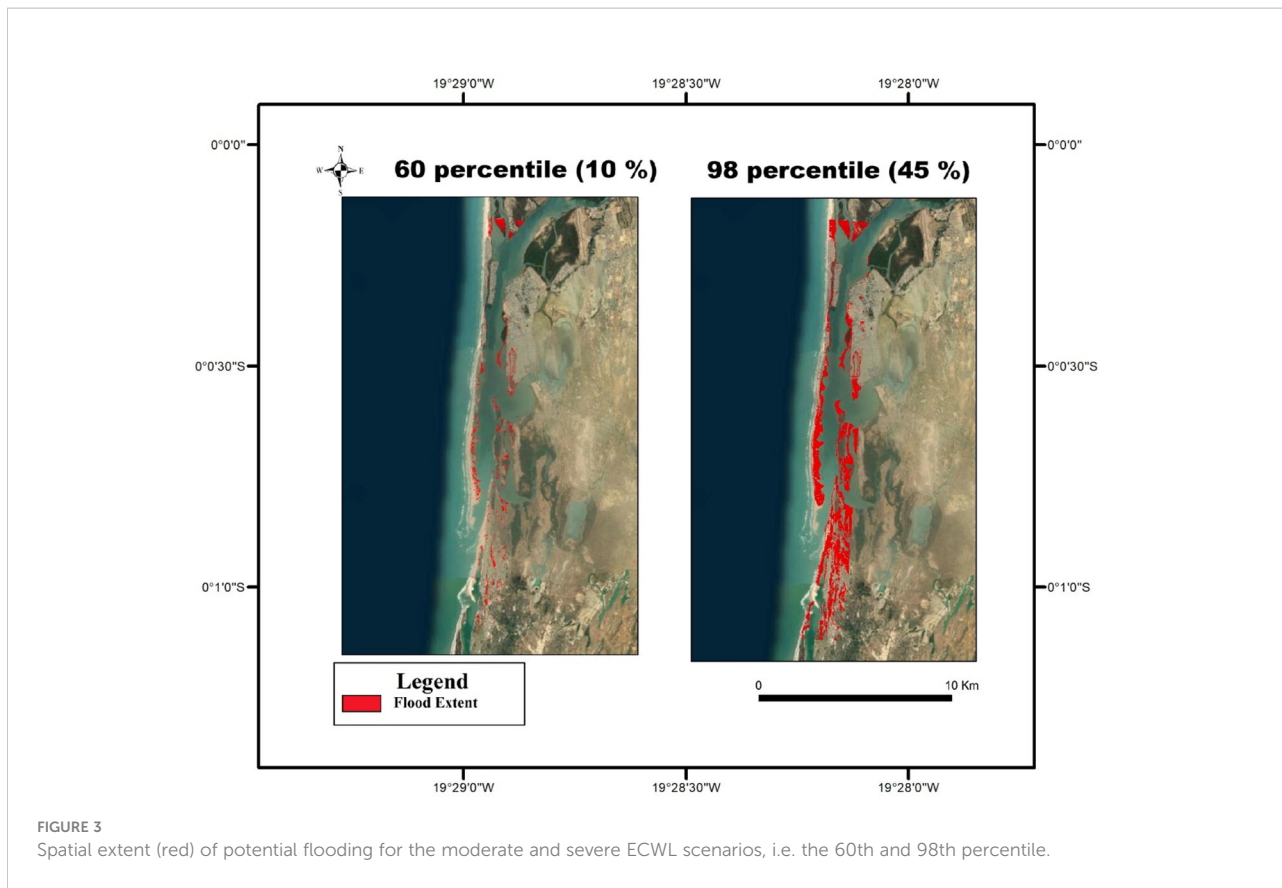 19°29'0"W 19°28'30"W 19°28'0"W
0°0'0" 0°0'0"
N
W E
S
60 percentile (10 %) 98 percentile (45 %)
0°0'30"S 0°0'30"S
0°1'0"S 0°1'0"S
Legend
Flood Extent
0 10 Km
19°29'0"W 19°28'30"W 19°28'0"W
FIGURE 3
Spatial extent (red) of potential flooding for the moderate and severe ECWL scenarios, i.e. the 60th and 98th percentile.